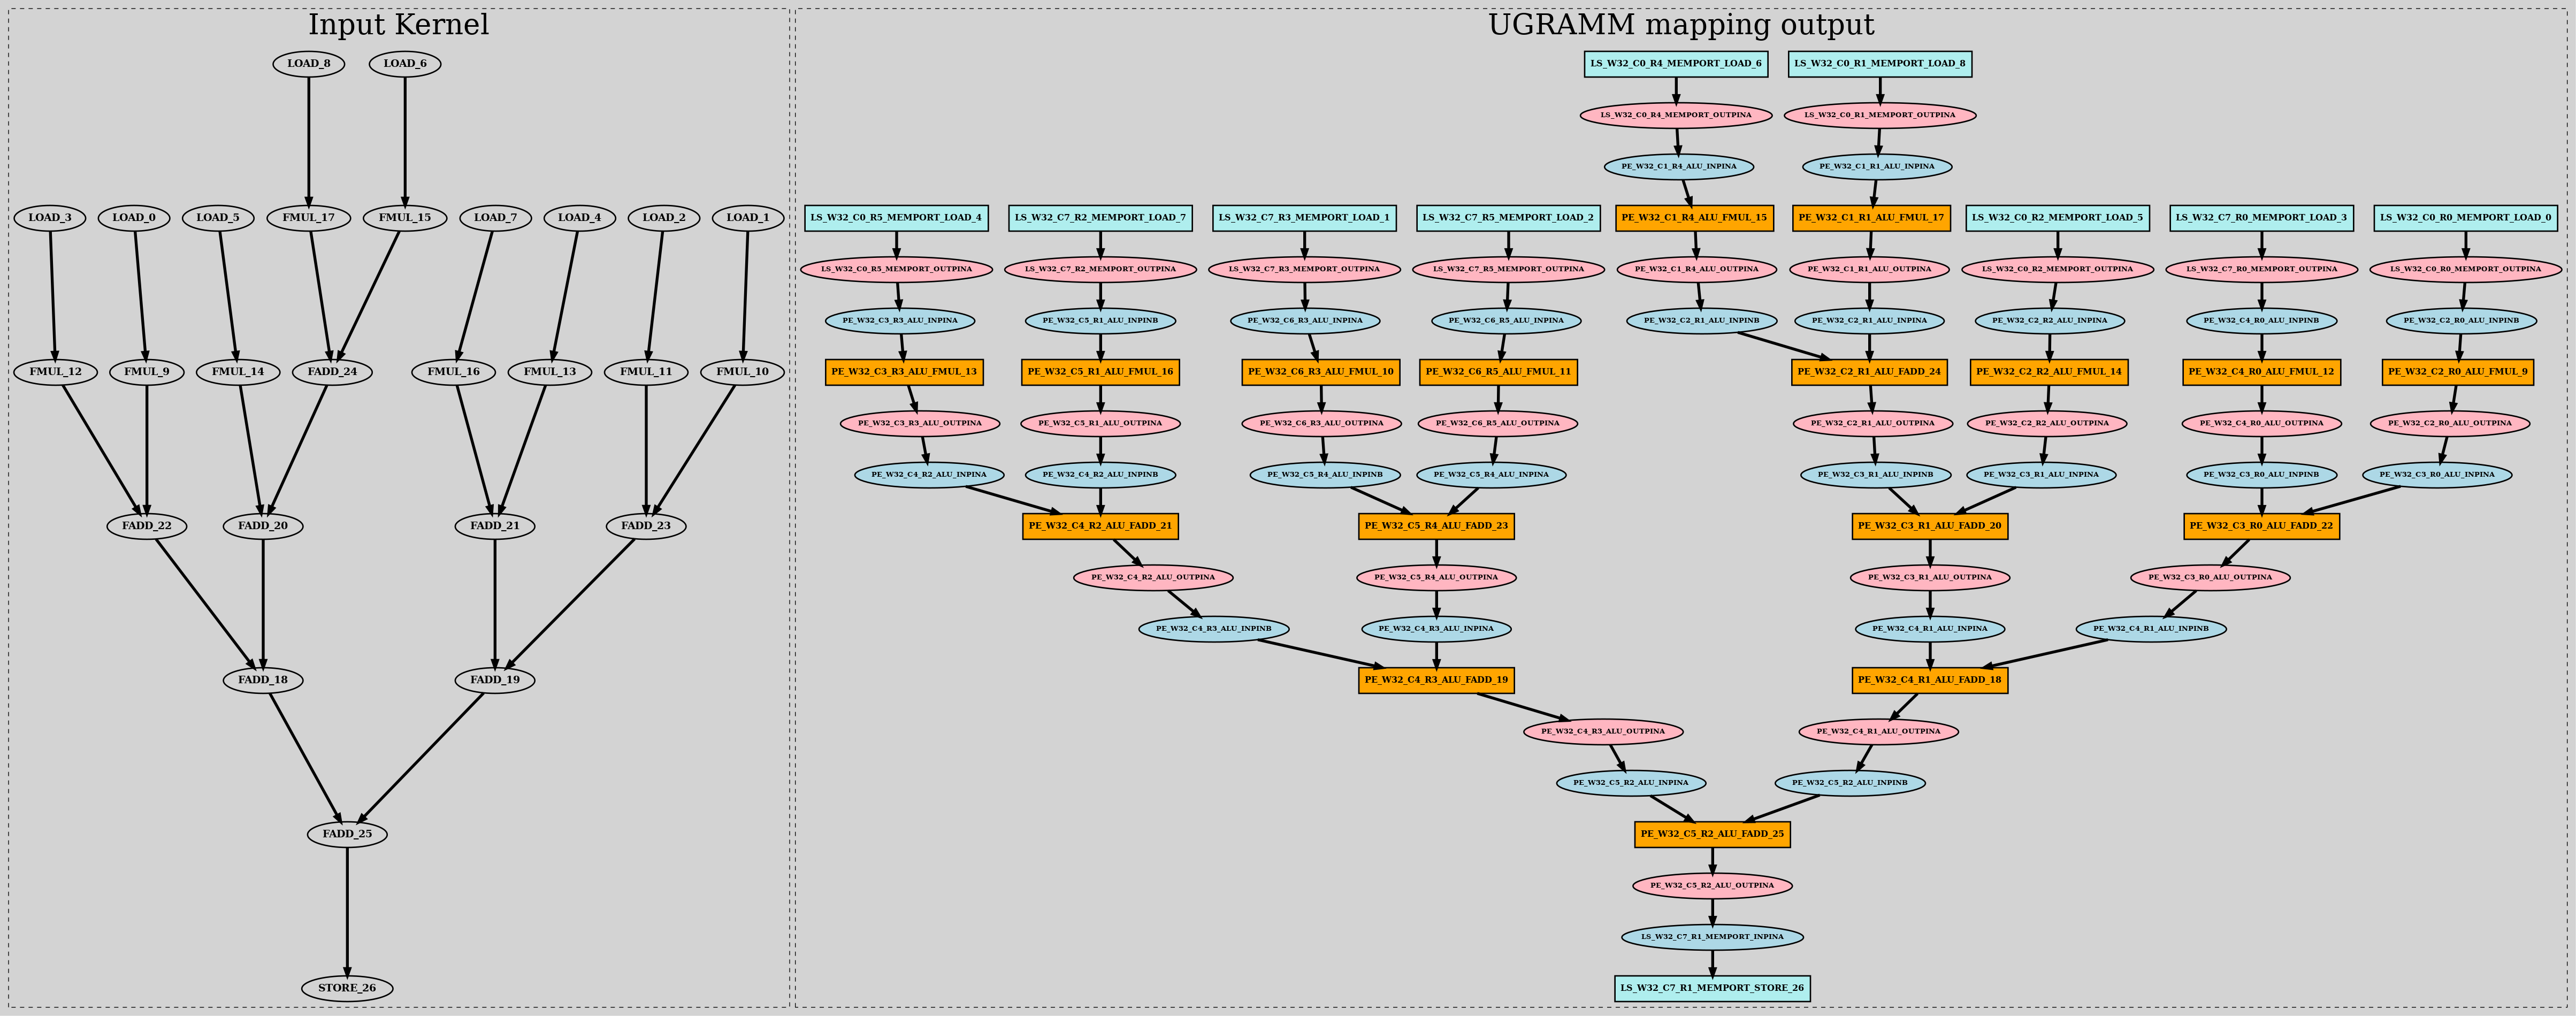 Input Kernel
LOAD_8 LOAD_6
LOAD_3 LOAD_0 LOAD_5 FMUL_17 FMUL_15 LOAD_7 LOAD_4 LOAD_2 LOAD_1
FMUL_12 FMUL_9 FMUL_14 FADD_24 FMUL_16 FMUL_13 FMUL_11 FMUL_10
FADD_22 FADD_20 FADD_21 FADD_23
FADD_18 FADD_19
FADD_25
STORE_26
UGRAMM mapping output
LS_W32_C0_R4_MEMPORT_LOAD_6 LS_W32_C0_R1_MEMPORT_LOAD_8
LS_W32_C0_R4_MEMPORT_OUTPINA LS_W32_C0_R1_MEMPORT_OUTPINA
PE_W32_C1_R4_ALU_INPINA PE_W32_C1_R1_ALU_INPINA
LS_W32_C0_R5_MEMPORT_LOAD_4 LS_W32_C7_R2_MEMPORT_LOAD_7 LS_W32_C7_R3_MEMPORT_LOAD_1 LS_W32_C7_R5_MEMPORT_LOAD_2 PE_W32_C1_R4_ALU_FMUL_15 PE_W32_C1_R1_ALU_FMUL_17 LS_W32_C0_R2_MEMPORT_LOAD_5 LS_W32_C7_R0_MEMPORT_LOAD_3 LS_W32_C0_R0_MEMPORT_LOAD_0
LS_W32_C0_R5_MEMPORT_OUTPINA LS_W32_C7_R2_MEMPORT_OUTPINA LS_W32_C7_R3_MEMPORT_OUTPINA LS_W32_C7_R5_MEMPORT_OUTPINA PE_W32_C1_R4_ALU_OUTPINA PE_W32_C1_R1_ALU_OUTPINA LS_W32_C0_R2_MEMPORT_OUTPINA LS_W32_C7_R0_MEMPORT_OUTPINA LS_W32_C0_R0_MEMPORT_OUTPINA
PE_W32_C3_R3_ALU_INPINA PE_W32_C5_R1_ALU_INPINB PE_W32_C6_R3_ALU_INPINA PE_W32_C6_R5_ALU_INPINA PE_W32_C2_R1_ALU_INPINB PE_W32_C2_R1_ALU_INPINA PE_W32_C2_R2_ALU_INPINA PE_W32_C4_R0_ALU_INPINB PE_W32_C2_R0_ALU_INPINB
PE_W32_C3_R3_ALU_FMUL_13 PE_W32_C5_R1_ALU_FMUL_16 PE_W32_C6_R3_ALU_FMUL_10 PE_W32_C6_R5_ALU_FMUL_11 PE_W32_C2_R1_ALU_FADD_24 PE_W32_C2_R2_ALU_FMUL_14 PE_W32_C4_R0_ALU_FMUL_12 PE_W32_C2_R0_ALU_FMUL_9
PE_W32_C3_R3_ALU_OUTPINA PE_W32_C5_R1_ALU_OUTPINA PE_W32_C6_R3_ALU_OUTPINA PE_W32_C6_R5_ALU_OUTPINA PE_W32_C2_R1_ALU_OUTPINA PE_W32_C2_R2_ALU_OUTPINA PE_W32_C4_R0_ALU_OUTPINA PE_W32_C2_R0_ALU_OUTPINA
PE_W32_C4_R2_ALU_INPINA PE_W32_C4_R2_ALU_INPINB PE_W32_C5_R4_ALU_INPINB PE_W32_C5_R4_ALU_INPINA PE_W32_C3_R1_ALU_INPINB PE_W32_C3_R1_ALU_INPINA PE_W32_C3_R0_ALU_INPINB PE_W32_C3_R0_ALU_INPINA
PE_W32_C4_R2_ALU_FADD_21 PE_W32_C5_R4_ALU_FADD_23 PE_W32_C3_R1_ALU_FADD_20 PE_W32_C3_R0_ALU_FADD_22
PE_W32_C4_R2_ALU_OUTPINA PE_W32_C5_R4_ALU_OUTPINA PE_W32_C3_R1_ALU_OUTPINA PE_W32_C3_R0_ALU_OUTPINA
PE_W32_C4_R3_ALU_INPINB PE_W32_C4_R3_ALU_INPINA PE_W32_C4_R1_ALU_INPINA PE_W32_C4_R1_ALU_INPINB
PE_W32_C4_R3_ALU_FADD_19 PE_W32_C4_R1_ALU_FADD_18
PE_W32_C4_R3_ALU_OUTPINA PE_W32_C4_R1_ALU_OUTPINA
PE_W32_C5_R2_ALU_INPINA PE_W32_C5_R2_ALU_INPINB
PE_W32_C5_R2_ALU_FADD_25
PE_W32_C5_R2_ALU_OUTPINA
LS_W32_C7_R1_MEMPORT_INPINA
LS_W32_C7_R1_MEMPORT_STORE_26